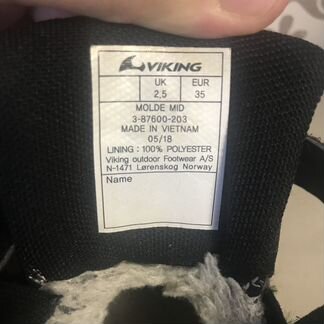 VIKING
UK EUR
2,5 35
MOLDE MID
3-87600-203
MADE IN VIETNAM
05/18
LINING : 100% POLYESTER
Viking outdoor Footwear A/S
N-1471 Lørenskog Norway
Name